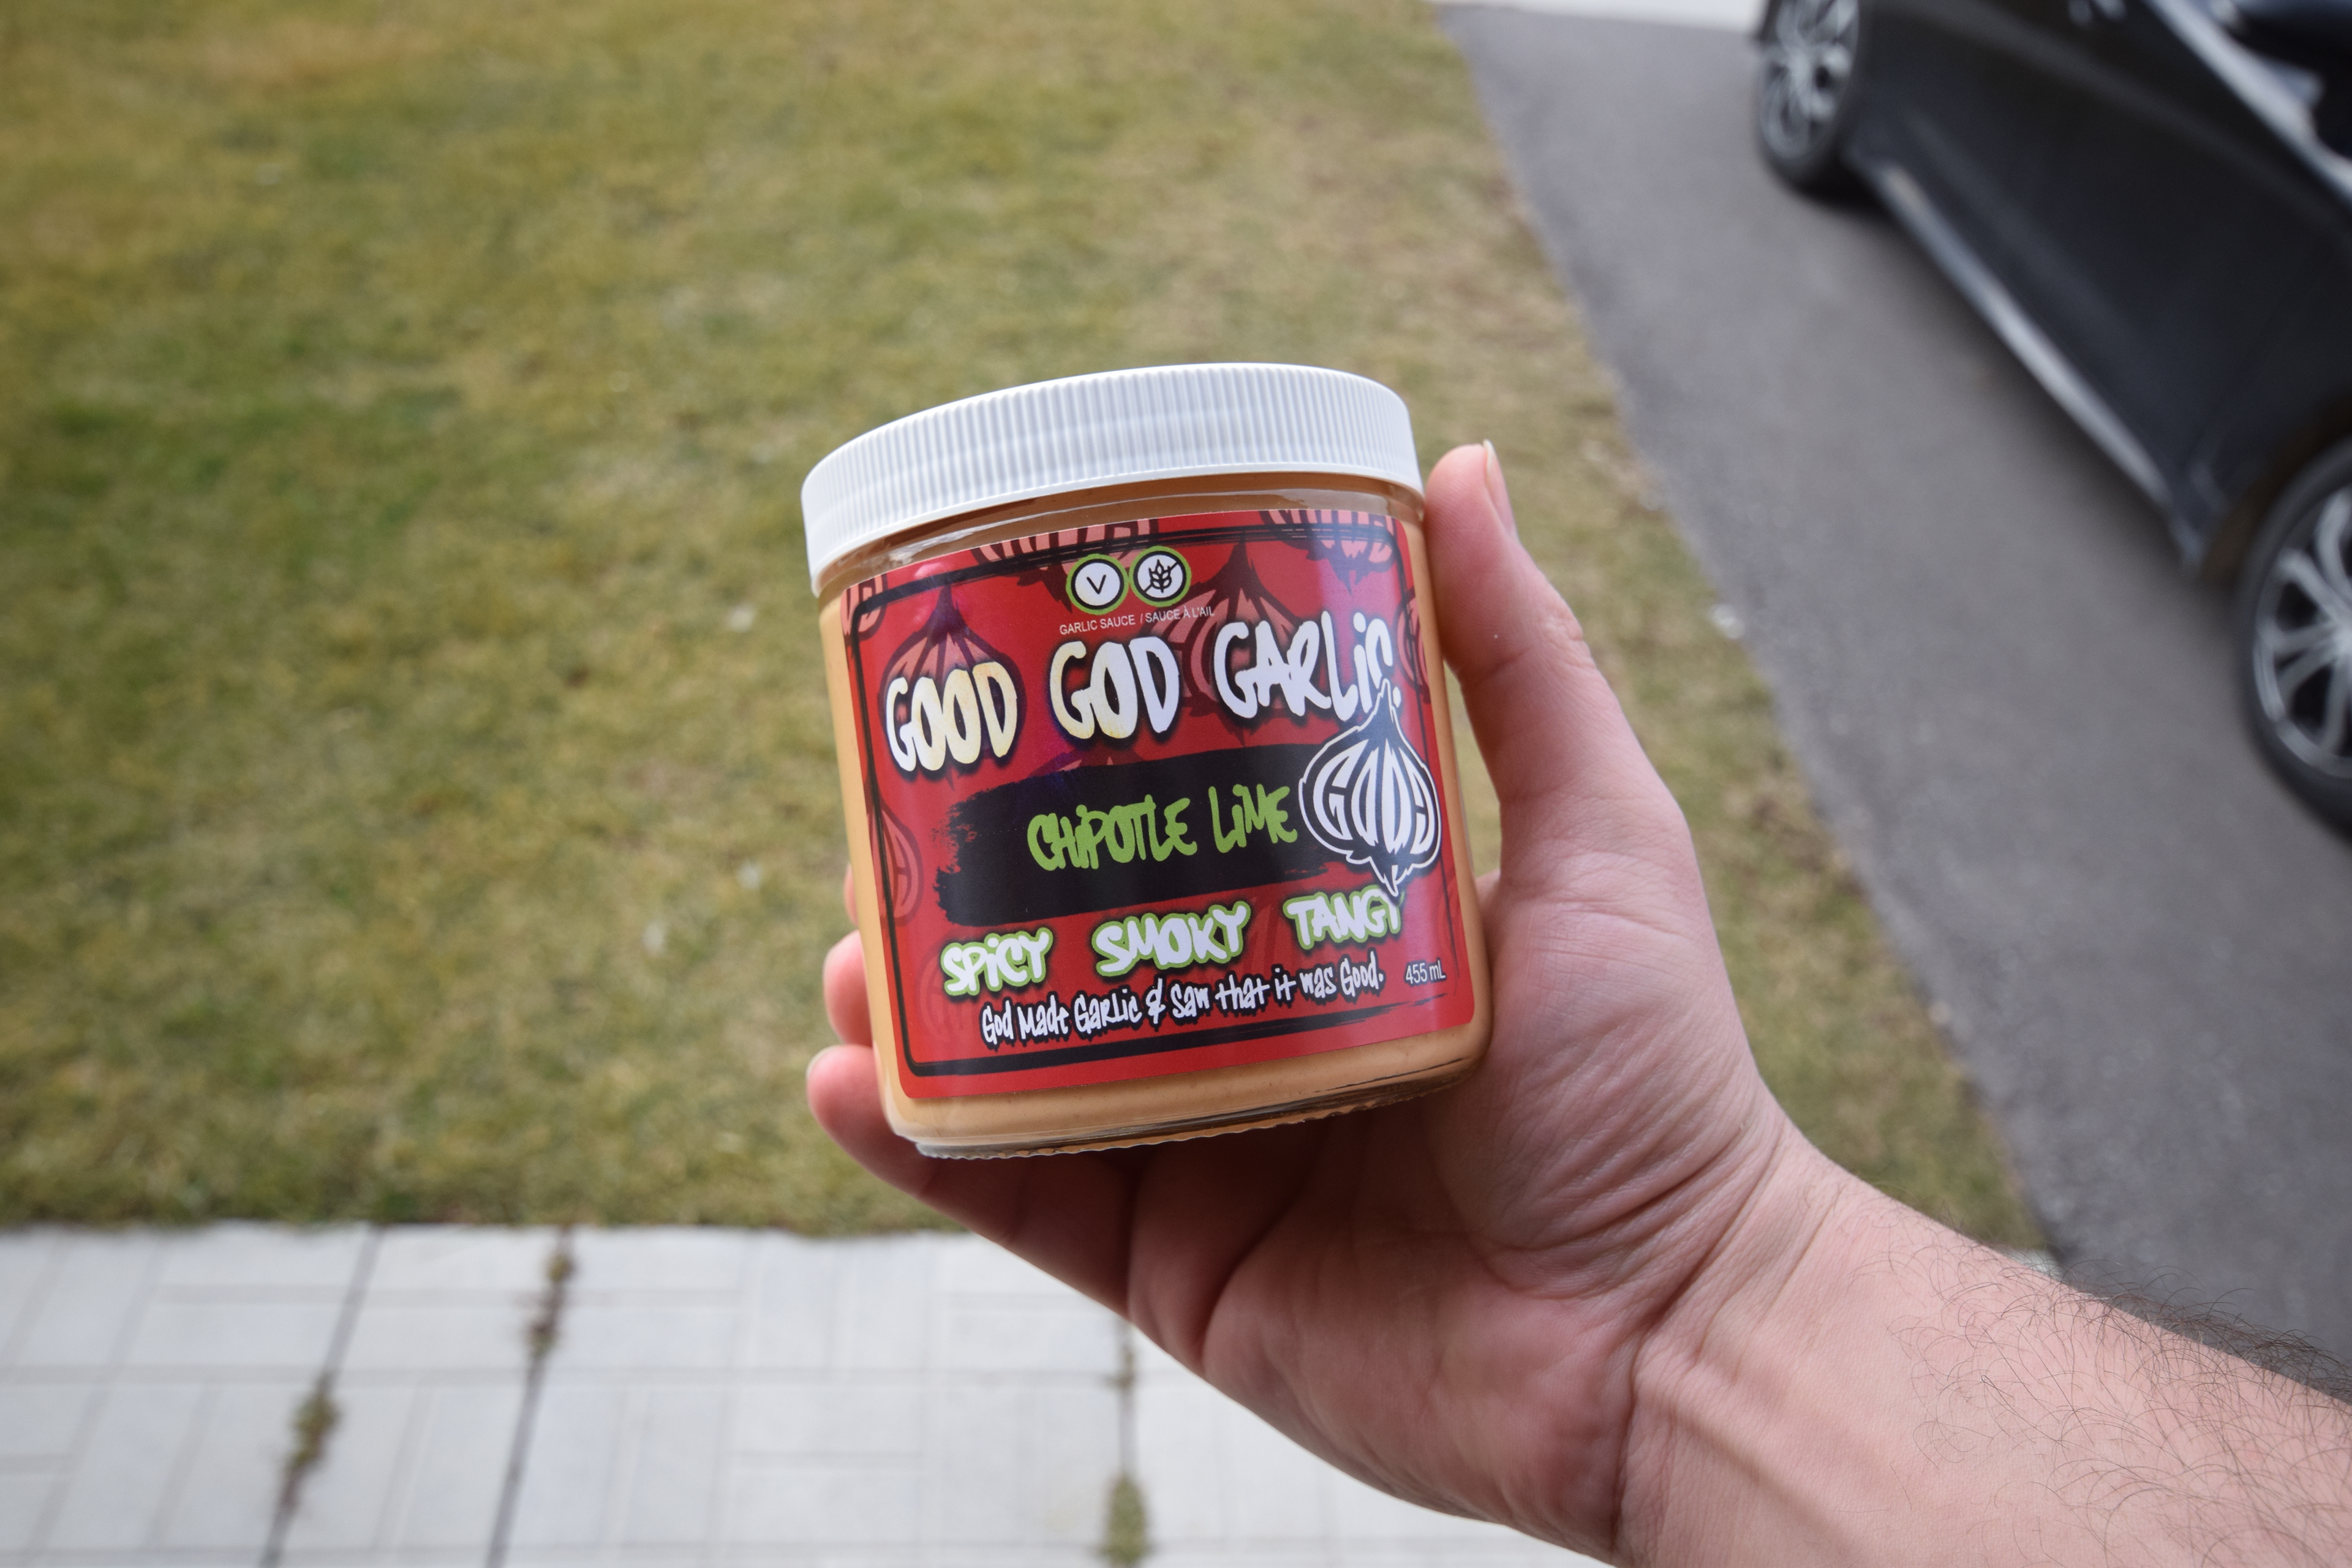 V
GARLIC SAUCE / SAUCE À L'AIL
GOOD GOD GARLIC
CHiPOTLE LiME
GOOD
SPiCY SMOKY TANGY
God Made Garlic & Saw that it was Good.
455 mL